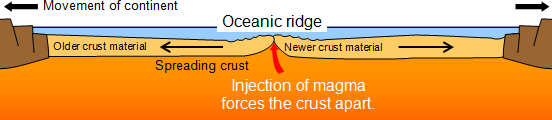 Movement of continent
Oceanic ridge
Older crust material
Newer crust material
Spreading crust
Injection of magma
forces the crust apart.